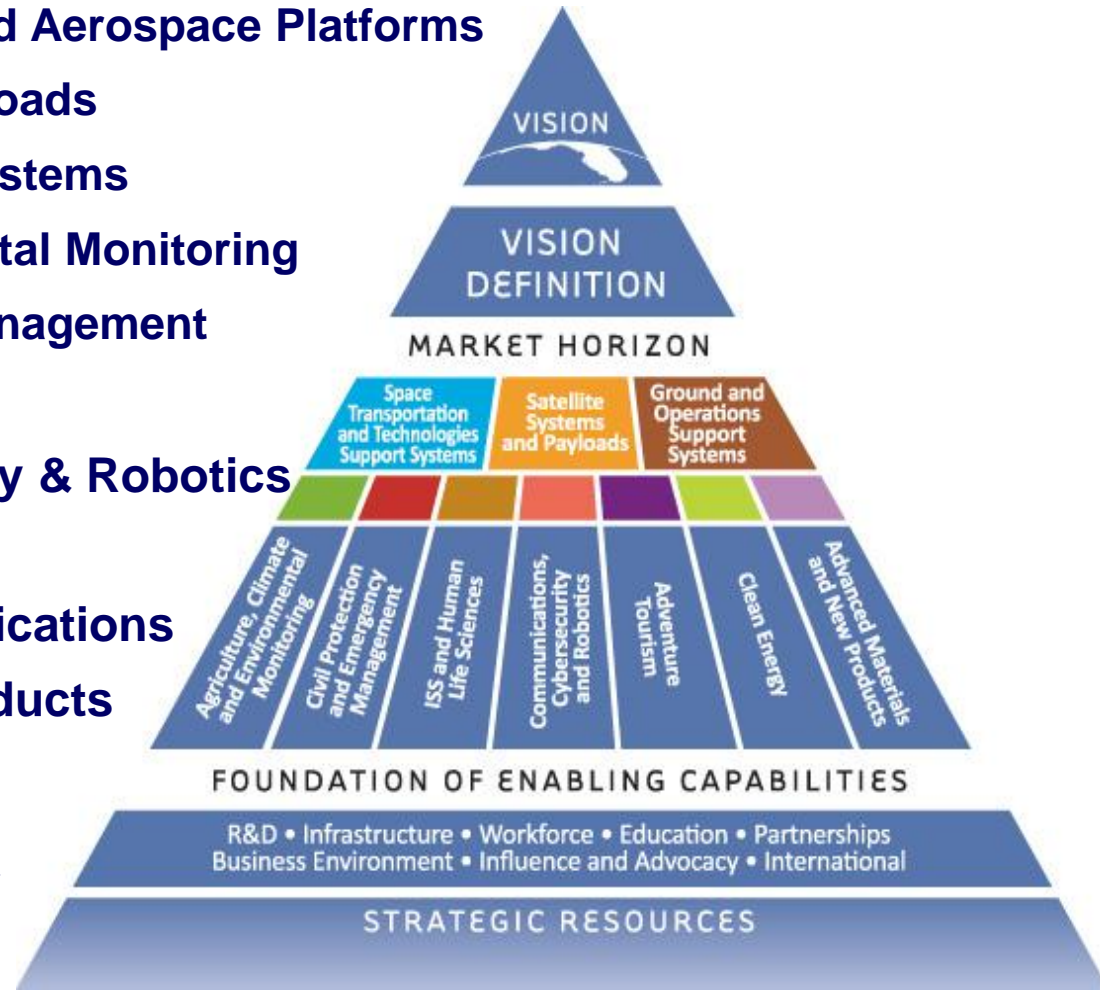 d Aerospace Platforms
oads
stems
tal Monitoring
nagement
y & Robotics
ications
ducts
VISION
VISION
DEFINITION
MARKET HORIZON
Space
Transportation
and Technologies
Support Systems
Satellite
Systems
and Payloads
Ground and
Operations
Support
Systems
Agriculture, Climate
and Environmental
Monitoring
Civil Protection
and Emergency
Management
ISS and Human
Life Sciences
Communications,
Cybersecurity
and Robotics
Adventure
Tourism
Clean Energy
Advanced Materials
and New Products
FOUNDATION OF ENABLING CAPABILITIES
R&D • Infrastructure • Workforce • Education • Partnerships
Business Environment • Influence and Advocacy • International
STRATEGIC RESOURCES